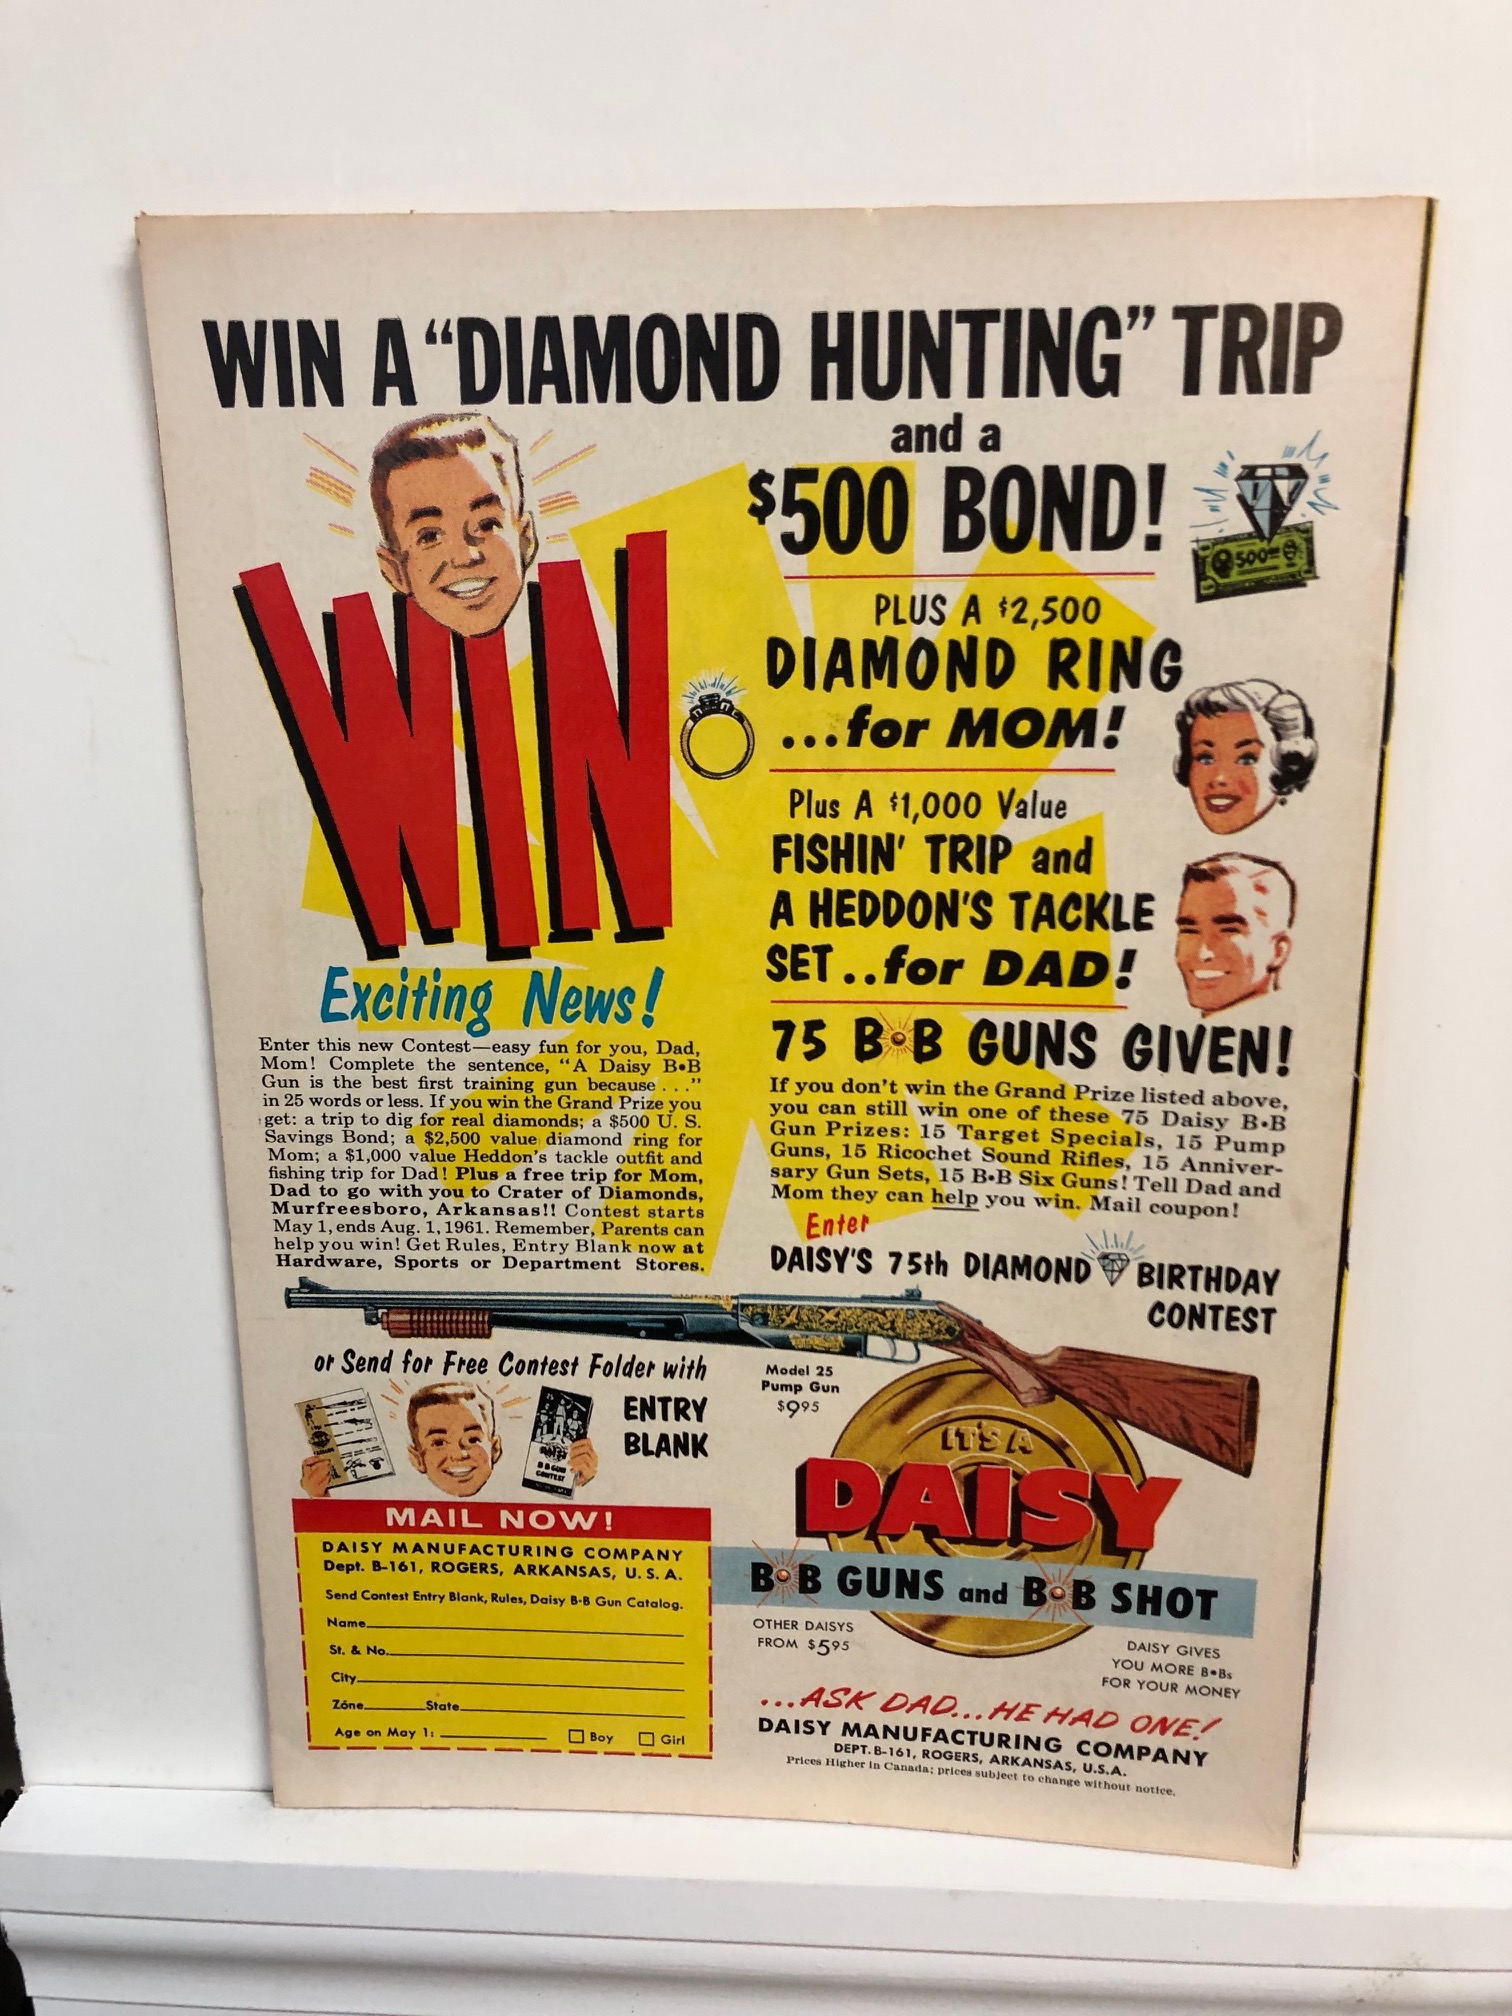 WIN A “DIAMOND HUNTING” TRIP
and a
$500 BOND!
500
PLUS A $2,500
DIAMOND RING
...for MOM!
Plus A $1,000 Value
FISHIN’ TRIP and
A HEDDON’S TACKLE
SET..for DAD!
WIN
Exciting News!
Enter this new Contest—easy fun for you, Dad,
Mom! Complete the sentence, “A Daisy B•B
Gun is the best first training gun because . . .”
in 25 words or less. If you win the Grand Prize you
get: a trip to dig for real diamonds; a $500 U. S.
Savings Bond; a $2,500 value diamond ring for
Mom; a $1,000 value Heddon’s tackle outfit and
fishing trip for Dad! Plus a free trip for Mom,
Dad to go with you to Crater of Diamonds,
Murfreesboro, Arkansas!! Contest starts
May 1, ends Aug. 1, 1961. Remember, Parents can
help you win! Get Rules, Entry Blank now at
Hardware, Sports or Department Stores.
75 B•B GUNS GIVEN!
If you don’t win the Grand Prize listed above,
you can still win one of these 75 Daisy B•B
Gun Prizes: 15 Target Specials, 15 Pump
Guns, 15 Ricochet Sound Rifles, 15 Anniver-
sary Gun Sets, 15 B•B Six Guns! Tell Dad and
Mom they can help you win. Mail coupon!
Enter
DAISY’S 75th DIAMOND BIRTHDAY
CONTEST
or Send for Free Contest Folder with
ENTRY
BLANK
B B GUN
CONTEST
Model 25
Pump Gun
$9.95
IT’S A
DAISY
B•B GUNS and B•B SHOT
OTHER DAISYS
FROM $5.95
DAISY GIVES
YOU MORE B•Bs
FOR YOUR MONEY
...ASK DAD...HE HAD ONE!
DAISY MANUFACTURING COMPANY
DEPT. B-161, ROGERS, ARKANSAS, U.S.A.
Prices Higher in Canada; prices subject to change without notice.
MAIL NOW!
DAISY MANUFACTURING COMPANY
Dept. B-161, ROGERS, ARKANSAS, U. S. A.
Send Contest Entry Blank, Rules, Daisy B-B Gun Catalog.
Name
St. & No.
City
Zone State
Age on May 1: Boy Girl